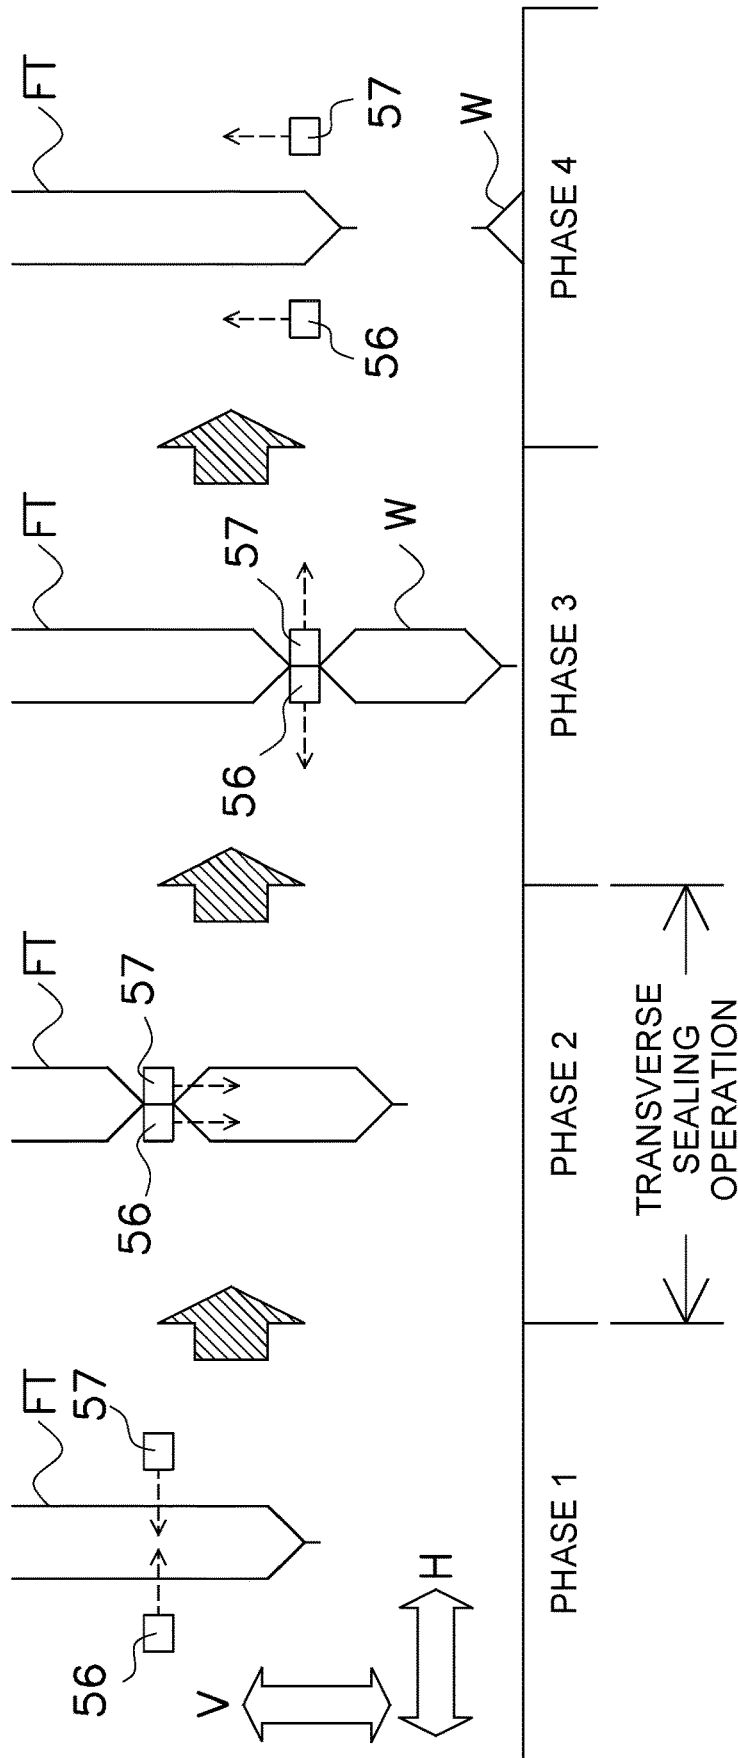 FT
57
56
V
H
PHASE 1
FT
57
56
PHASE 2
TRANSVERSE
SEALING
OPERATION
FT
57
56
W
PHASE 3
FT
57
56
W
PHASE 4